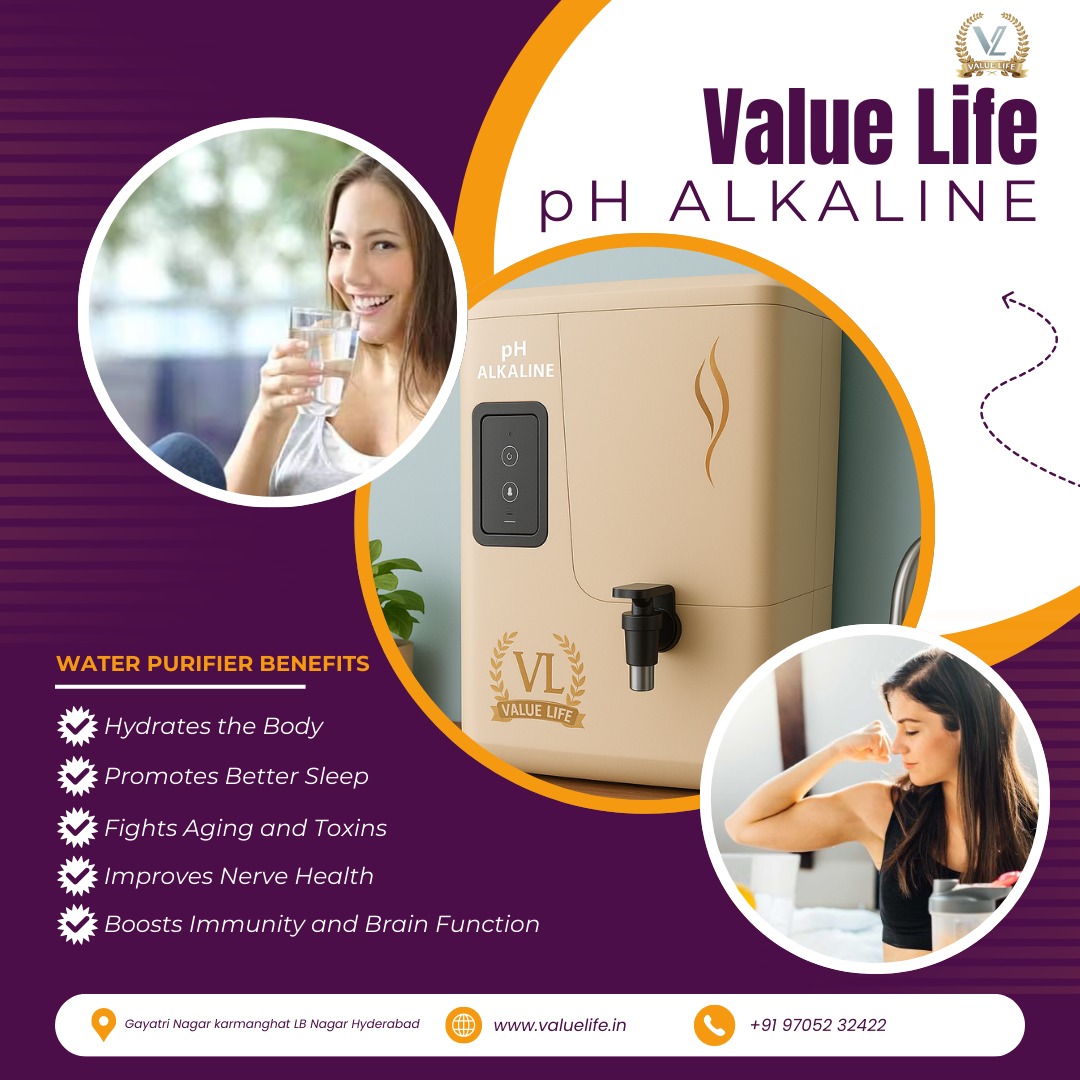 VL
VALUE LIFE
Value Life
pH ALKALINE
pH
ALKALINE
VL
VALUE LIFE
WATER PURIFIER BENEFITS
Hydrates the Body
Promotes Better Sleep
Fights Aging and Toxins
Improves Nerve Health
Boosts Immunity and Brain Function
Gayatri Nagar karmanghat LB Nagar Hyderabad
www.valuelife.in
+91 97052 32422